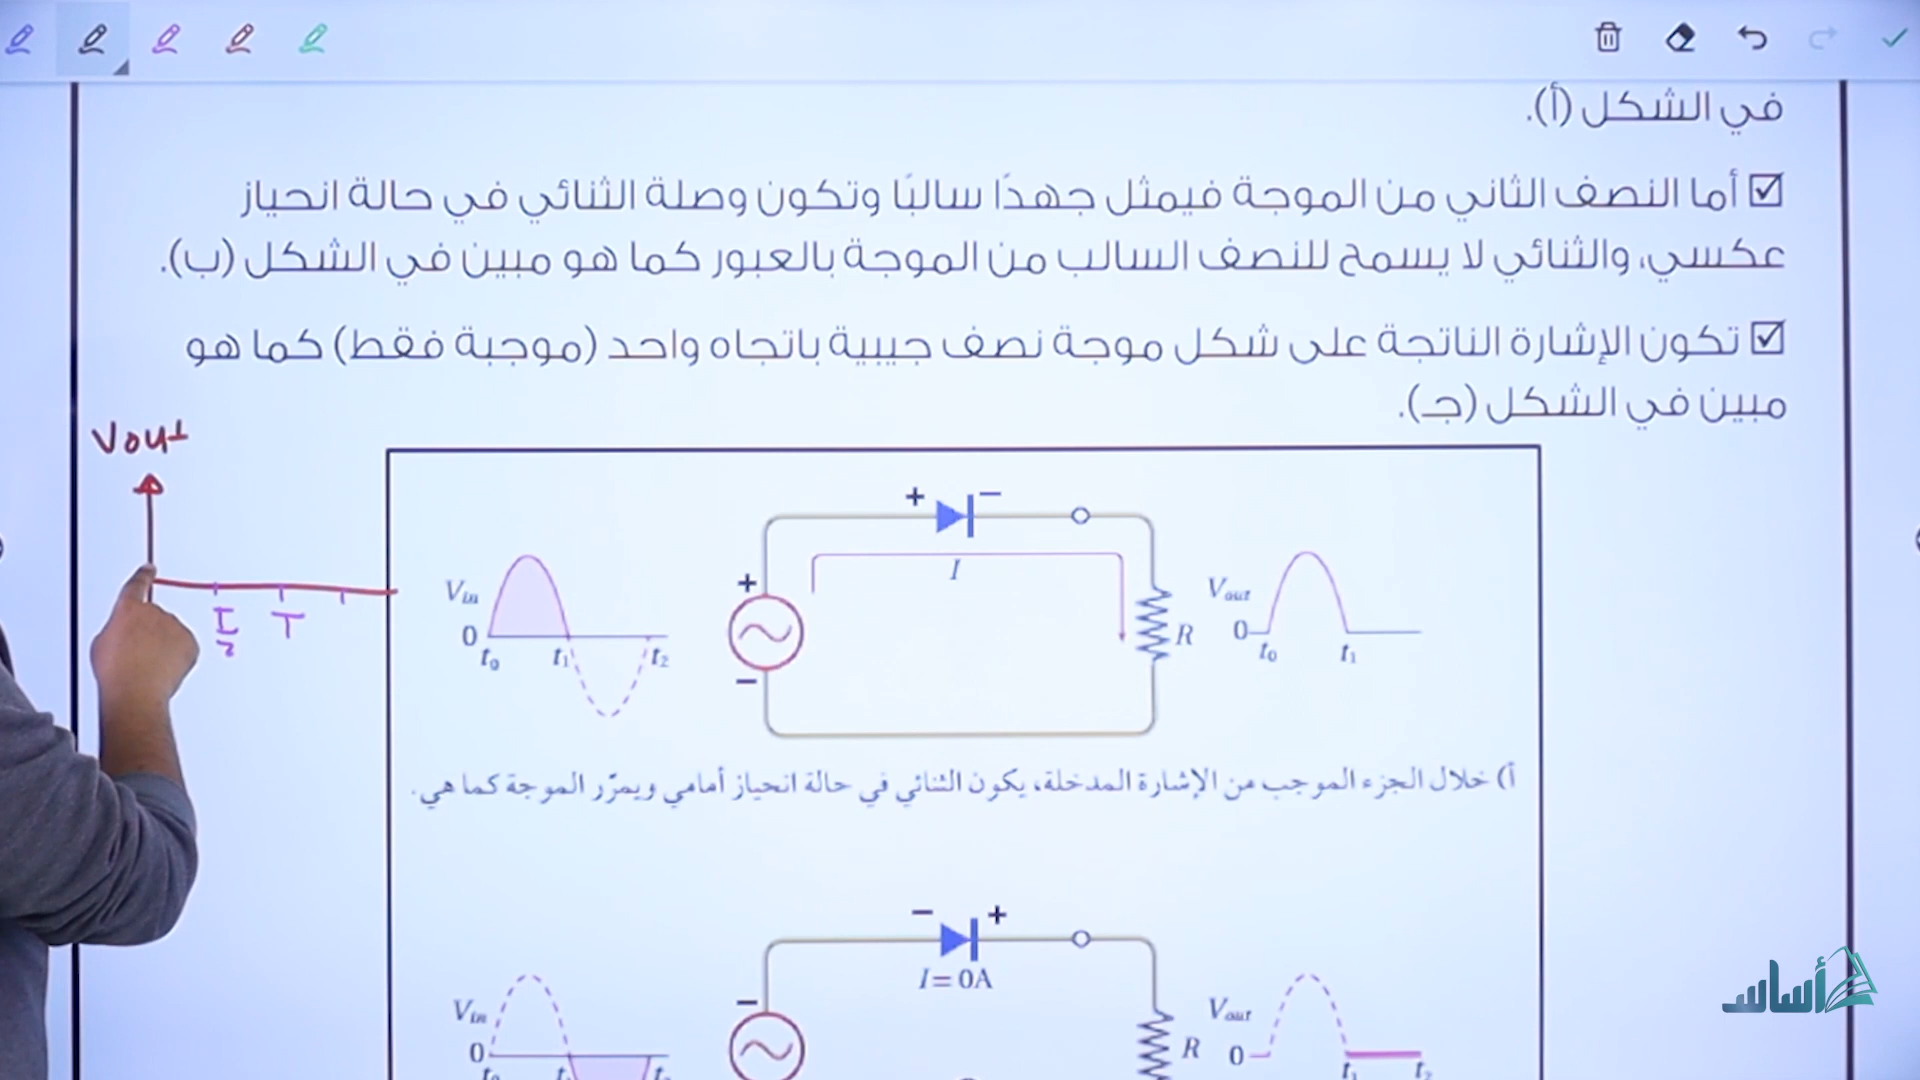 في الشكل (أ).
☑ أما النصف الثاني من الموجة فيمثل جهدًا سالبًا وتكون وصلة الثنائي في حالة انحياز
عكسي، والثنائي لا يسمح للنصف السالب من الموجة بالعبور كما هو مبين في الشكل (ب).
☑ تكون الإشارة الناتجة على شكل موجة نصف جيبية باتجاه واحد (موجبة فقط) كما هو
مبين في الشكل (جـ).
Vout
T/2 T
+ −
I
Vin
0
t0 t1 t2
+
−
R
Vout
0
t0 t1
أ) خلال الجزء الموجب من الإشارة المدخلة، يكون الثنائي في حالة انحياز أمامي ويمرّر الموجة كما هي.
− +
I = 0A
Vin
0
−
R
Vout
0
t1 t2
أساس